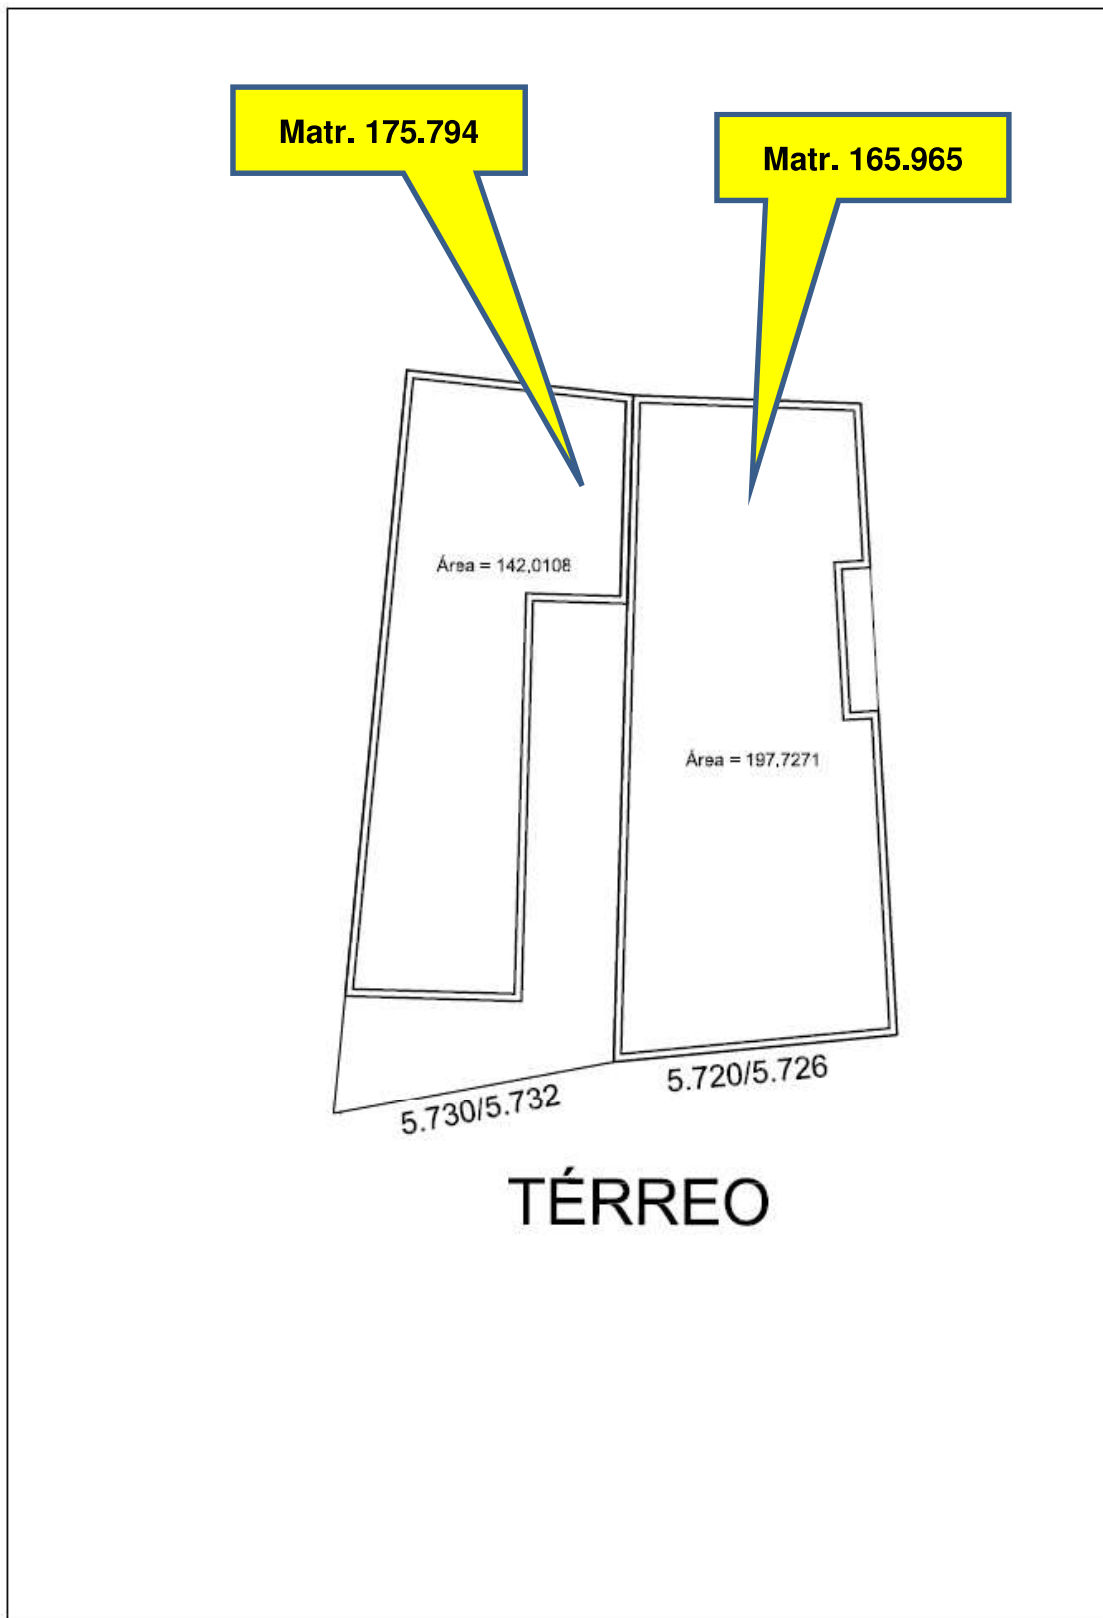 Matr. 175.794
Matr. 165.965
Área = 142,0108
Área = 197,7271
5.730/5.732
5.720/5.726
TÉRREO